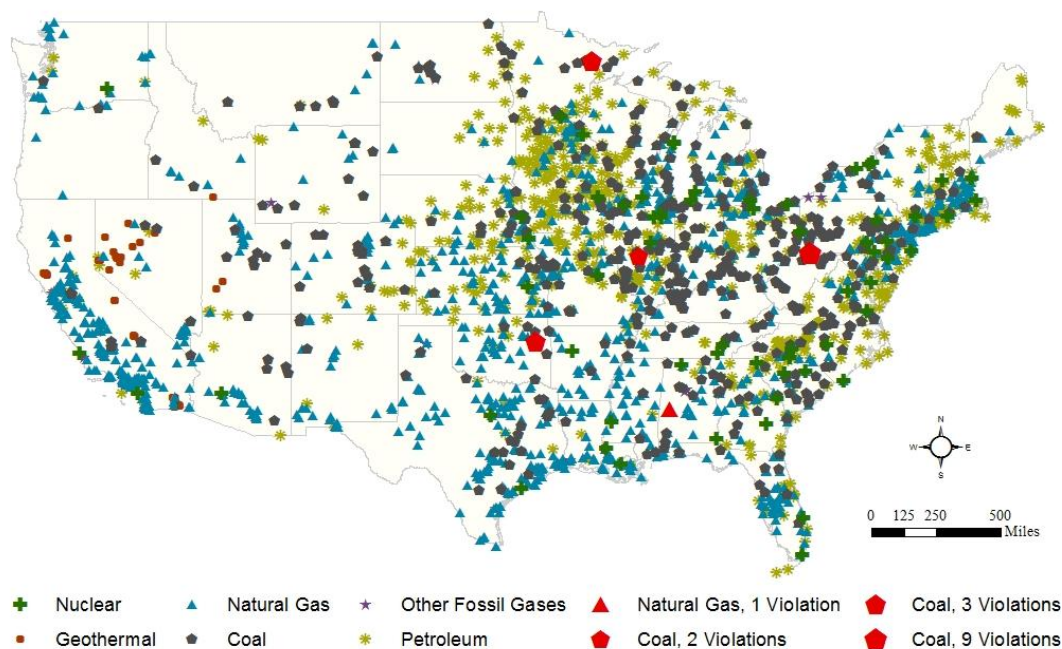 N
W E
S
0 125 250 500
Miles
Nuclear Natural Gas Other Fossil Gases Natural Gas, 1 Violation Coal, 3 Violations
Geothermal Coal Petroleum Coal, 2 Violations Coal, 9 Violations